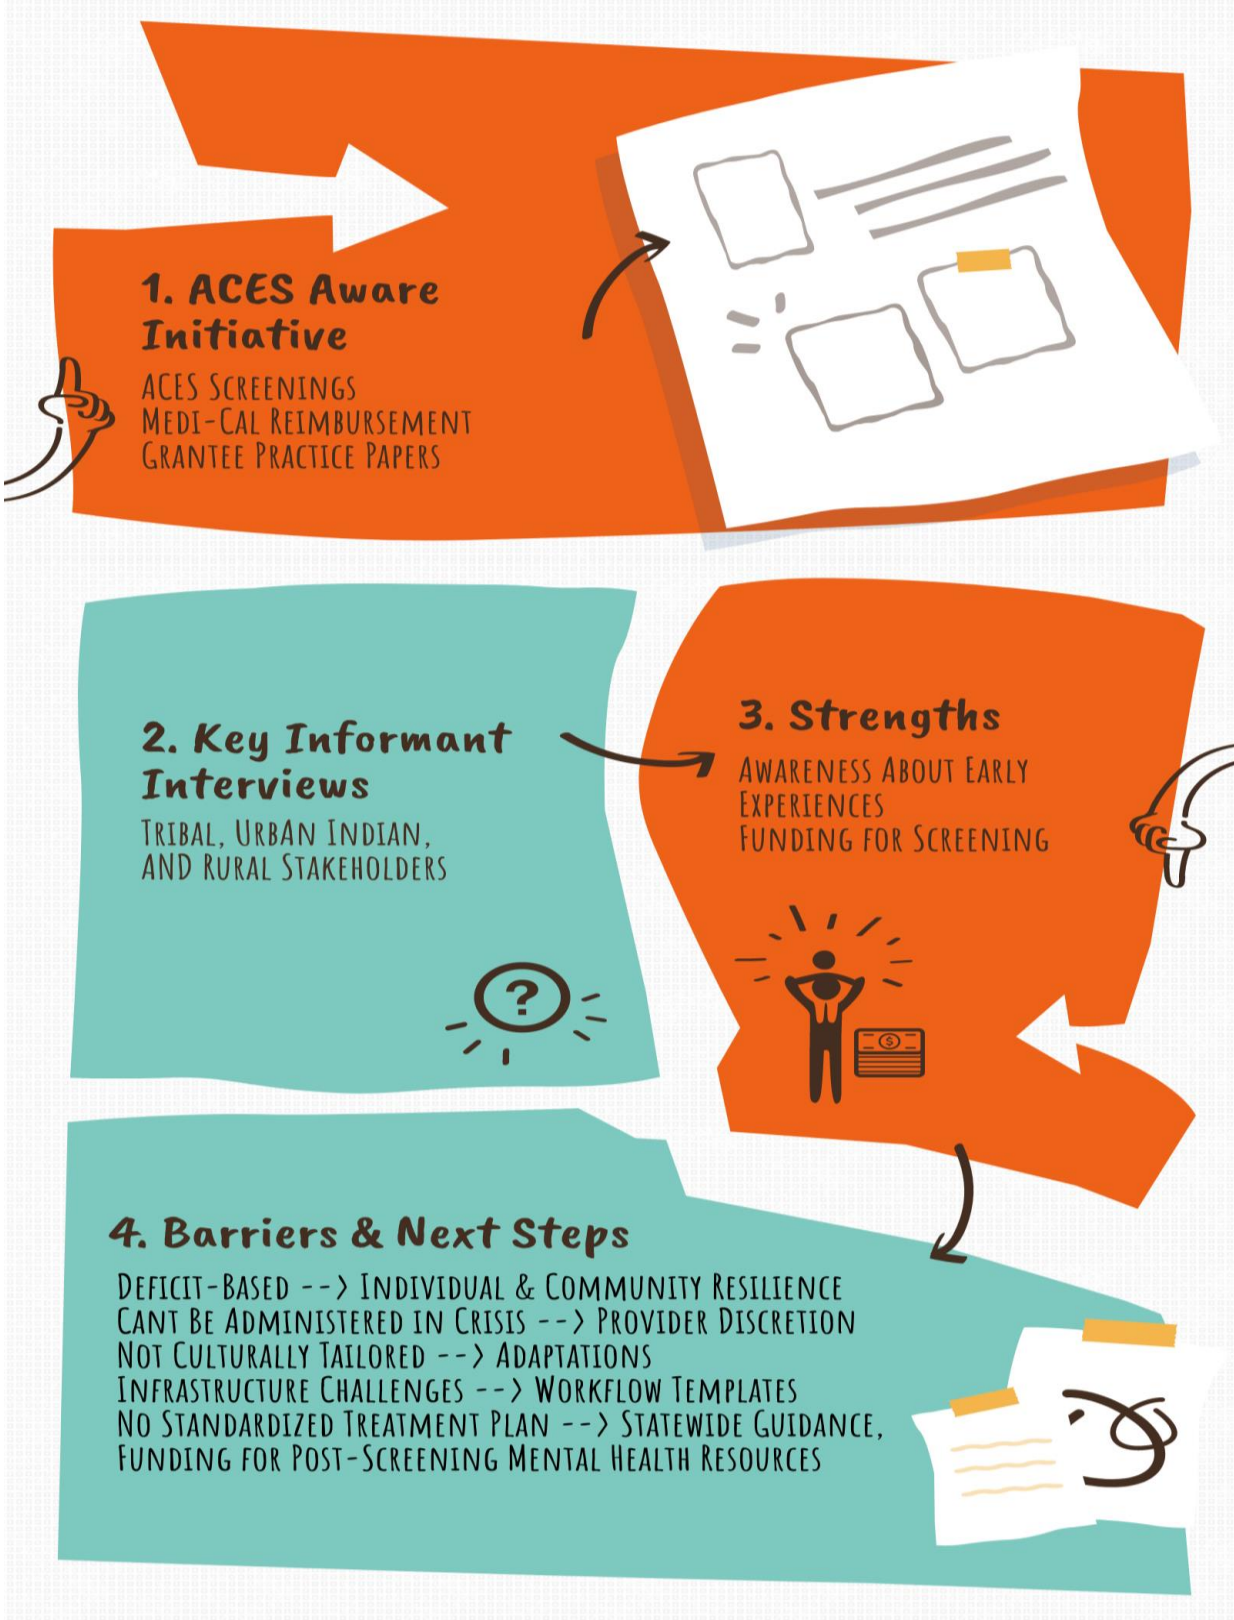 1. ACES Aware
Initiative
ACES SCREENINGS
MEDI-CAL REIMBURSEMENT
GRANTEE PRACTICE PAPERS
2. Key Informant
Interviews
TRIBAL, URBAN INDIAN,
AND RURAL STAKEHOLDERS
?
3. Strengths
AWARENESS ABOUT EARLY
EXPERIENCES
FUNDING FOR SCREENING
$
4. Barriers & Next Steps
DEFICIT-BASED --> INDIVIDUAL & COMMUNITY RESILIENCE
CANT BE ADMINISTERED IN CRISIS --> PROVIDER DISCRETION
NOT CULTURALLY TAILORED --> ADAPTATIONS
INFRASTRUCTURE CHALLENGES --> WORKFLOW TEMPLATES
NO STANDARDIZED TREATMENT PLAN --> STATEWIDE GUIDANCE,
FUNDING FOR POST-SCREENING MENTAL HEALTH RESOURCES